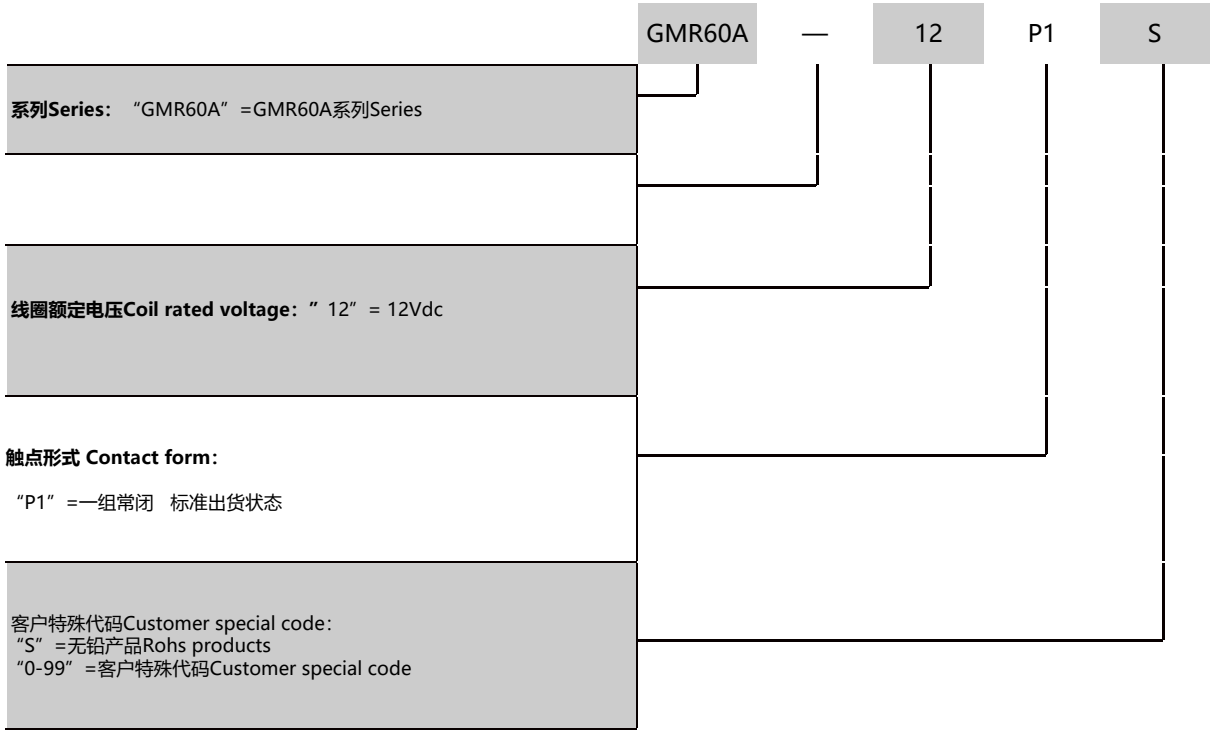 GMR60A — 12 P1 S
系列Series： “GMR60A”=GMR60A系列Series
线圈额定电压Coil rated voltage：”12”= 12Vdc
触点形式 Contact form：
“P1”=一组常闭 标准出货状态
客户特殊代码Customer special code：
“S”=无铅产品Rohs products
“0-99”=客户特殊代码Customer special code